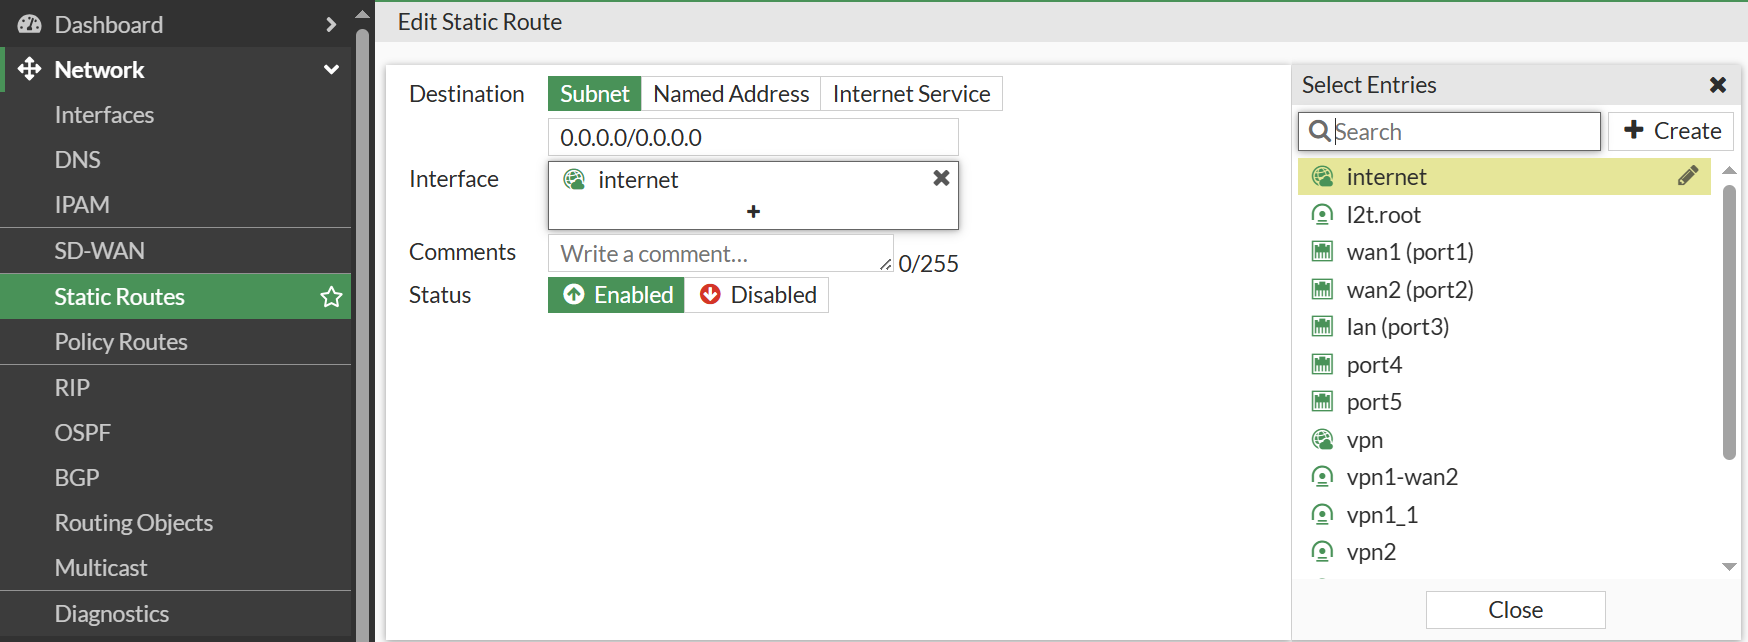 Dashboard
Network
Interfaces
DNS
IPAM
SD-WAN
Static Routes
Policy Routes
RIP
OSPF
BGP
Routing Objects
Multicast
Diagnostics
Edit Static Route
Destination
Subnet Named Address Internet Service
0.0.0.0/0.0.0.0
Interface
internet
+
Comments
Write a comment...
0/255
Status
Enabled Disabled
Select Entries
Search
+ Create
internet
l2t.root
wan1 (port1)
wan2 (port2)
lan (port3)
port4
port5
vpn
vpn1-wan2
vpn1_1
vpn2
Close